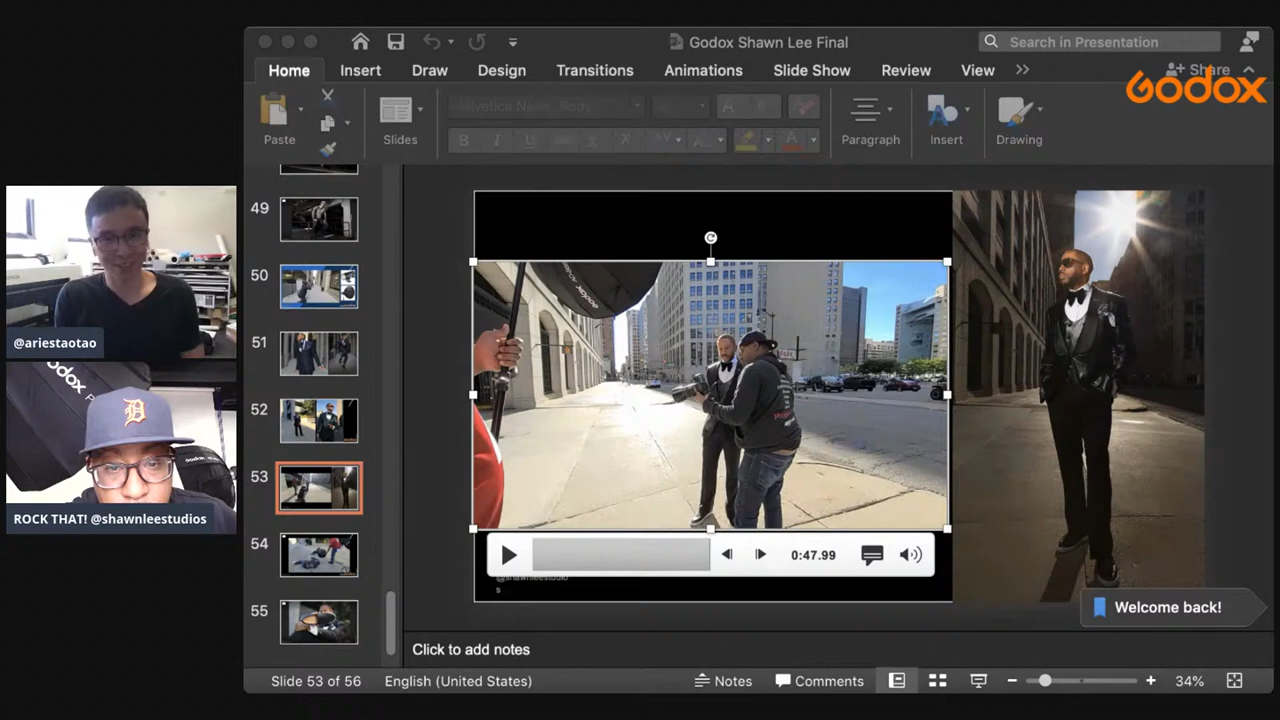 Godox Shawn Lee Final
Search in Presentation
Home
Insert
Draw
Design
Transitions
Animations
Slide Show
Review
View
Share
GODOX
Paste
Slides
Paragraph
Insert
Drawing
49
50
51
52
53
54
55
@ariestaotao
Godox
ROCK THAT! @shawnleestudios
0:47.99
@shawnleestudio
s
Welcome back!
Click to add notes
Slide 53 of 56
English (United States)
Notes
Comments
34%